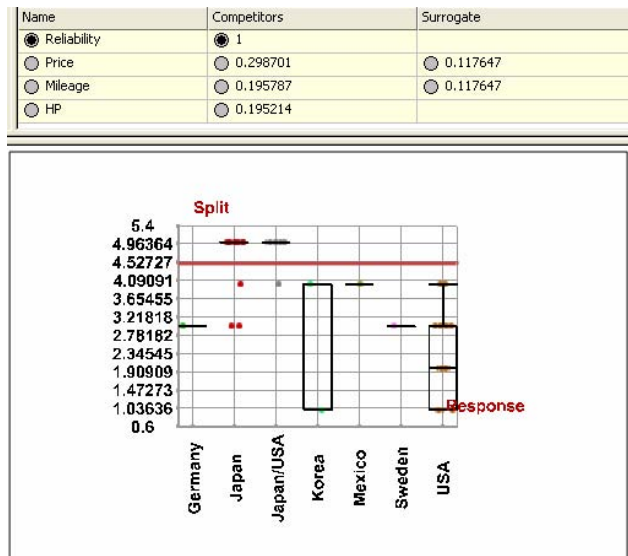 Name Competitors Surrogate
Reliability 1
Price 0.298701 0.117647
Mileage 0.195787 0.117647
HP 0.195214
Split
5.4
4.96364
4.52727
4.09091
3.65455
3.21818
2.78182
2.34545
1.90909
1.47273
1.03636
Response
0.6
Germany
Japan
Japan/USA
Korea
Mexico
Sweden
USA